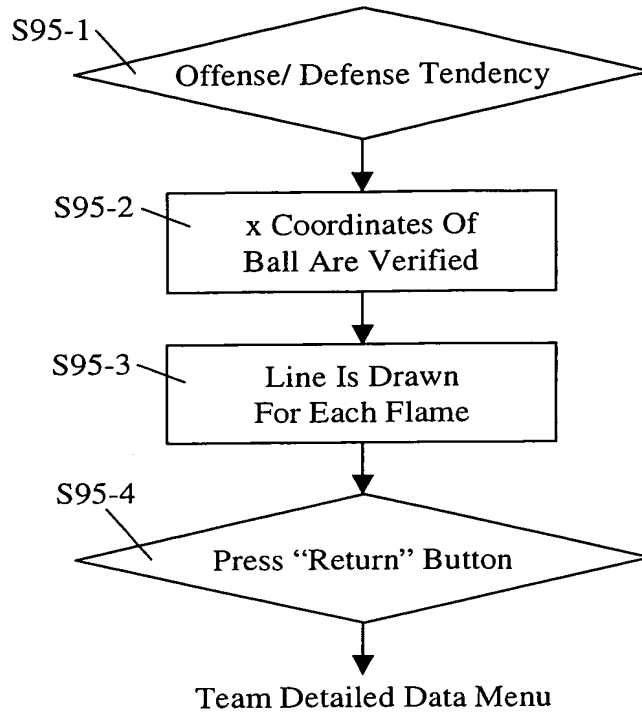 S95-1
Offense/ Defense Tendency
S95-2
x Coordinates Of
Ball Are Verified
S95-3
Line Is Drawn
For Each Flame
S95-4
Press “Return” Button
Team Detailed Data Menu